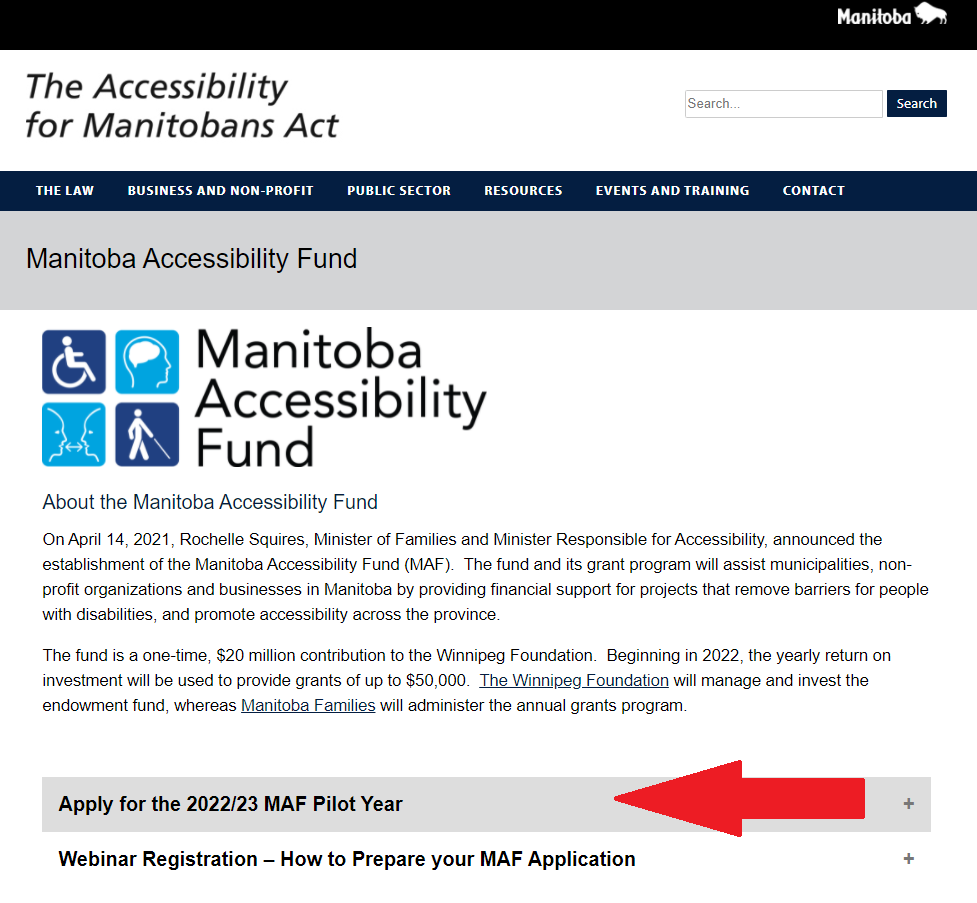 Manitoba
The Accessibility
for Manitobans Act
Search...
Search
THE LAW BUSINESS AND NON-PROFIT PUBLIC SECTOR RESOURCES EVENTS AND TRAINING CONTACT
Manitoba Accessibility Fund
Manitoba
Accessibility
Fund
About the Manitoba Accessibility Fund
On April 14, 2021, Rochelle Squires, Minister of Families and Minister Responsible for Accessibility, announced the
establishment of the Manitoba Accessibility Fund (MAF).  The fund and its grant program will assist municipalities, non-
profit organizations and businesses in Manitoba by providing financial support for projects that remove barriers for people
with disabilities, and promote accessibility across the province.
The fund is a one-time, $20 million contribution to the Winnipeg Foundation.  Beginning in 2022, the yearly return on
investment will be used to provide grants of up to $50,000.  The Winnipeg Foundation will manage and invest the
endowment fund, whereas Manitoba Families will administer the annual grants program.
Apply for the 2022/23 MAF Pilot Year +
Webinar Registration – How to Prepare your MAF Application +